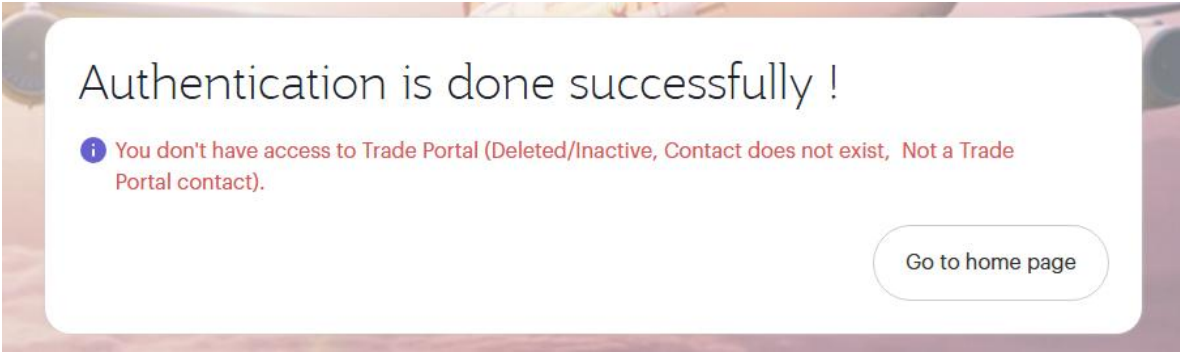 Authentication is done successfully !
You don't have access to Trade Portal (Deleted/Inactive, Contact does not exist,  Not a Trade
Portal contact).
Go to home page